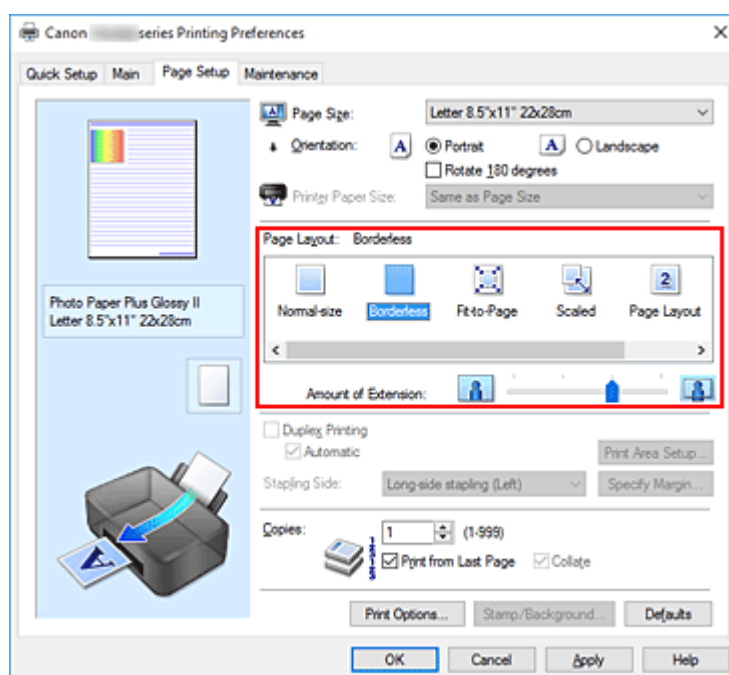 Canon series Printing Preferences
Quick Setup Main Page Setup Maintenance
Page Size: Letter 8.5"x11" 22x28cm
Orientation: A Portrait A Landscape
Rotate 180 degrees
Printer Paper Size: Same as Page Size
Page Layout: Borderless
2
Normal-size Borderless Fit-to-Page Scaled Page Layout
Photo Paper Plus Glossy II
Letter 8.5"x11" 22x28cm
Amount of Extension:
Duplex Printing
Automatic Print Area Setup...
Stapling Side: Long-side stapling (Left) Specify Margin...
Copies: 1 (1-999)
Print from Last Page Collate
A
Print Options... Stamp/Background... Defaults
OK Cancel Apply Help